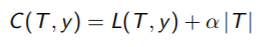 C(T,y) = L(T,y) + α|T|